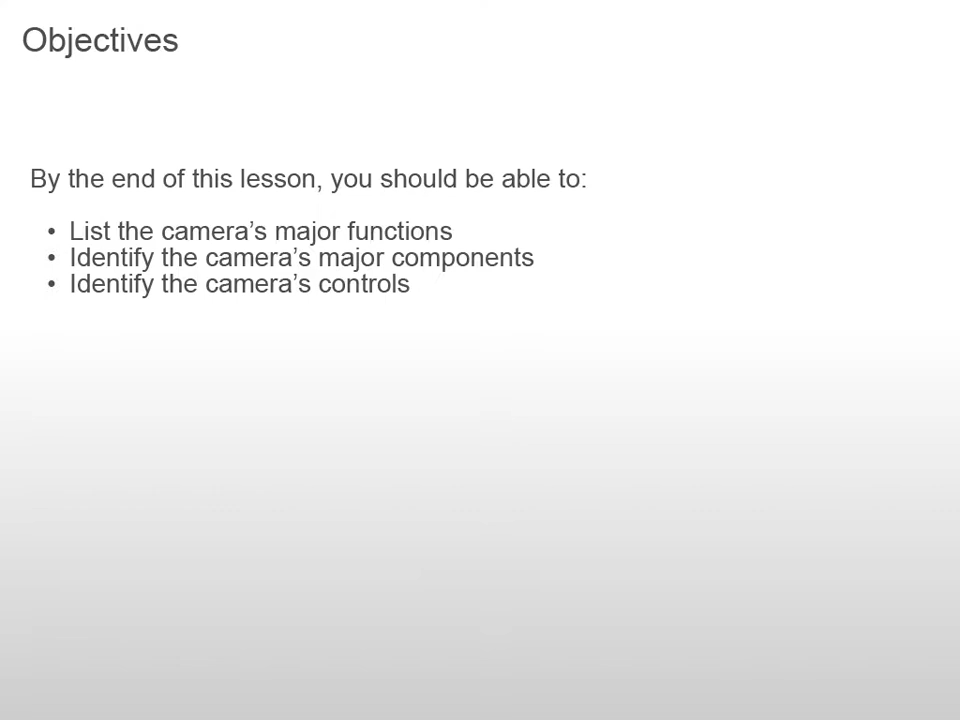 Objectives
By the end of this lesson, you should be able to:
• List the camera’s major functions
• Identify the camera’s major components
• Identify the camera’s controls